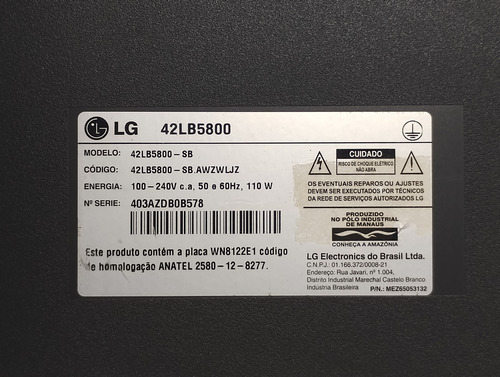 LG 42LB5800
MODELO: 42LB5800-SB
CÓDIGO: 42LB5800-SB.AWZWLJZ
ENERGIA: 100-240V c.a, 50 e 60Hz, 110 W
Nº SERIE: 403AZDB0B578
Este produto contém a placa WN8122E1 código
de homologação ANATEL 2580-12-8277.
CUIDADO
RISCO DE CHOQUE ELÉTRICO
NÃO ABRA
OS EVENTUAIS REPAROS OU AJUSTES
DEVEM SER EXECUTADOS POR TÉCNICOS
DA REDE DE SERVIÇOS AUTORIZADOS LG
PRODUZIDO
NO PÓLO INDUSTRIAL
DE MANAUS
CONHEÇA A AMAZÔNIA
LG Electronics do Brasil Ltda.
C.N.P.J.: 01.166.372/0008-21
Endereço: Rua Javari, nº 1.004,
Distrito Industrial Marechal Castelo Branco
Indústria Brasileira P/N.: MEZ65053132